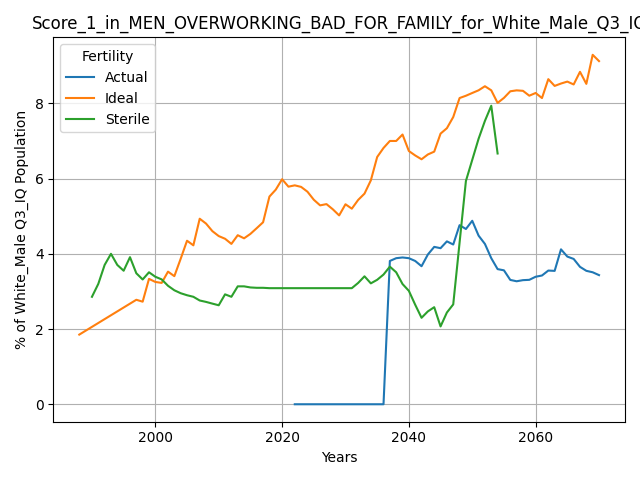 Score_1_in_MEN_OVERWORKING_BAD_FOR_FAMILY_for_White_Male_Q3_IQ
Fertility
Actual
Ideal
Sterile
% of White_Male Q3_IQ Population
8
6
4
2
0
2000 2020 2040 2060
Years